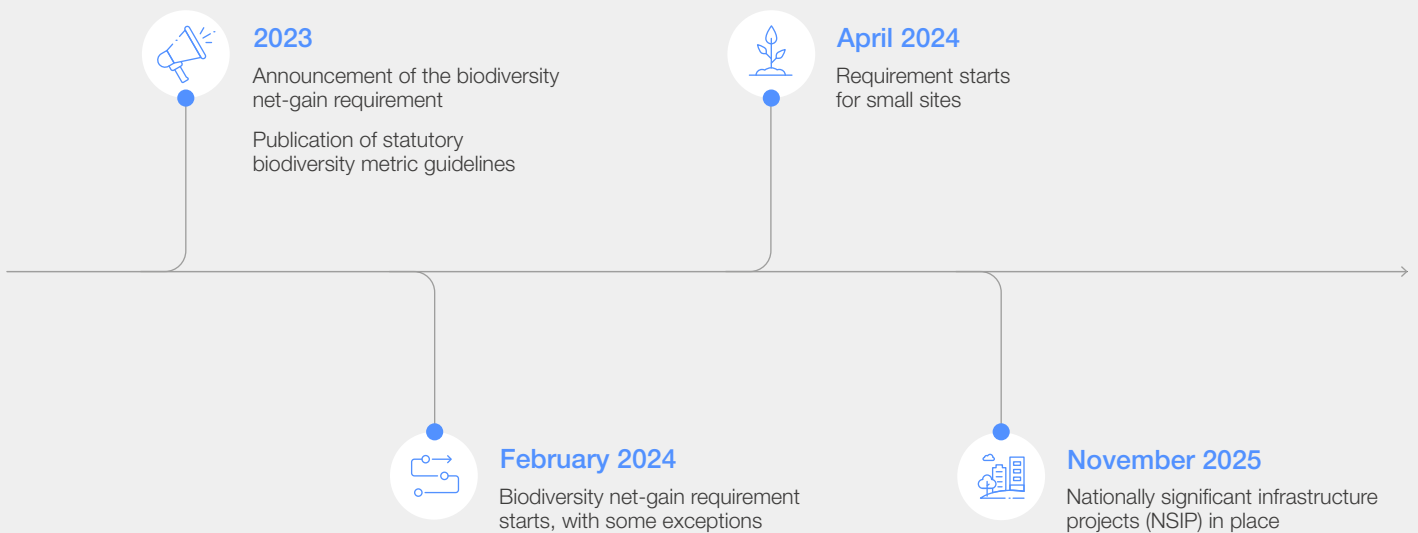 2023
Announcement of the biodiversity
net-gain requirement
Publication of statutory
biodiversity metric guidelines
February 2024
Biodiversity net-gain requirement
starts, with some exceptions
April 2024
Requirement starts
for small sites
November 2025
Nationally significant infrastructure
projects (NSIP) in place